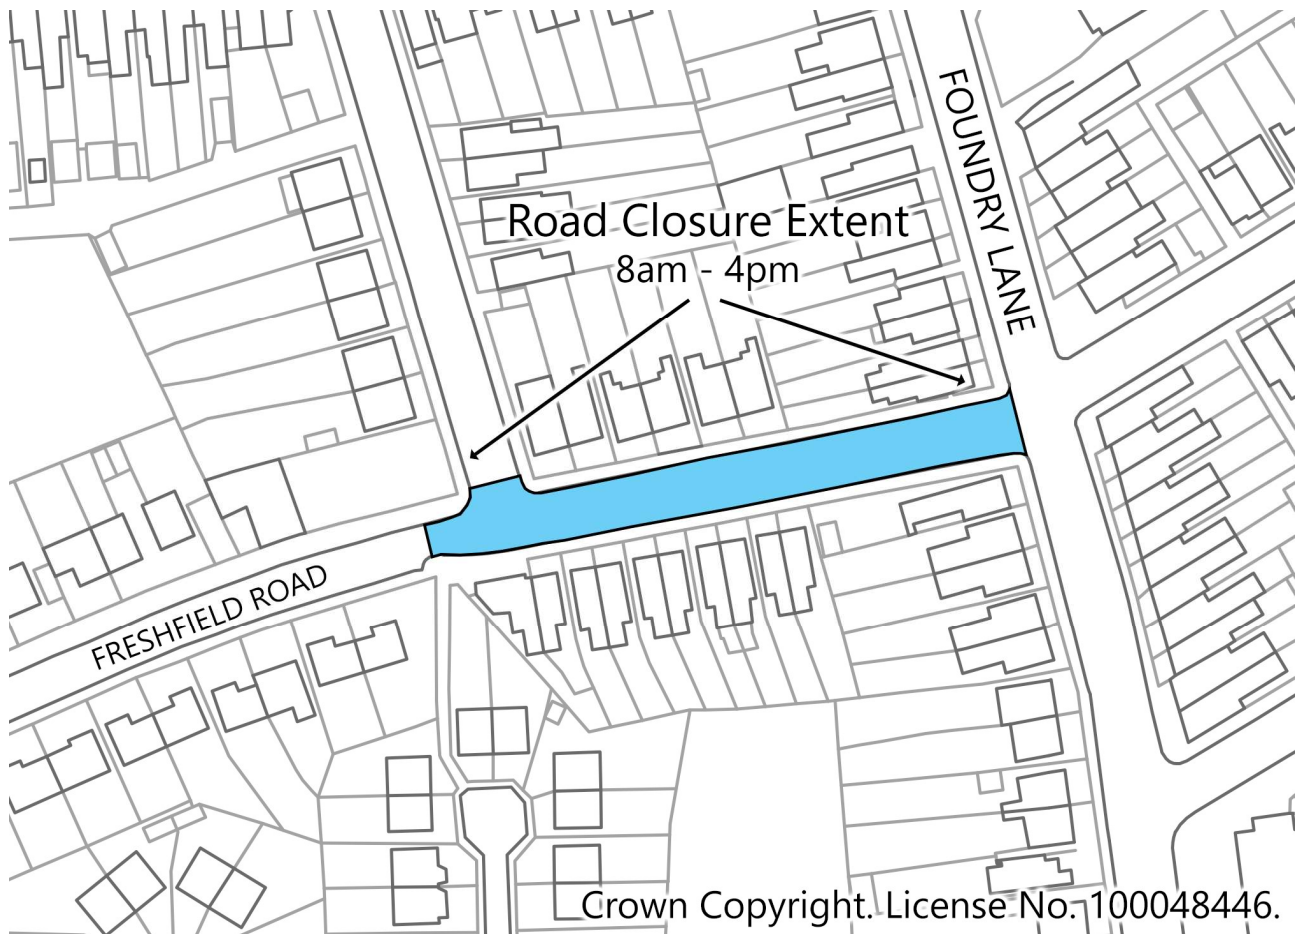 FOUNDRY LANE
Road Closure Extent
8am - 4pm
FRESHFIELD ROAD
Crown Copyright. License No. 100048446.